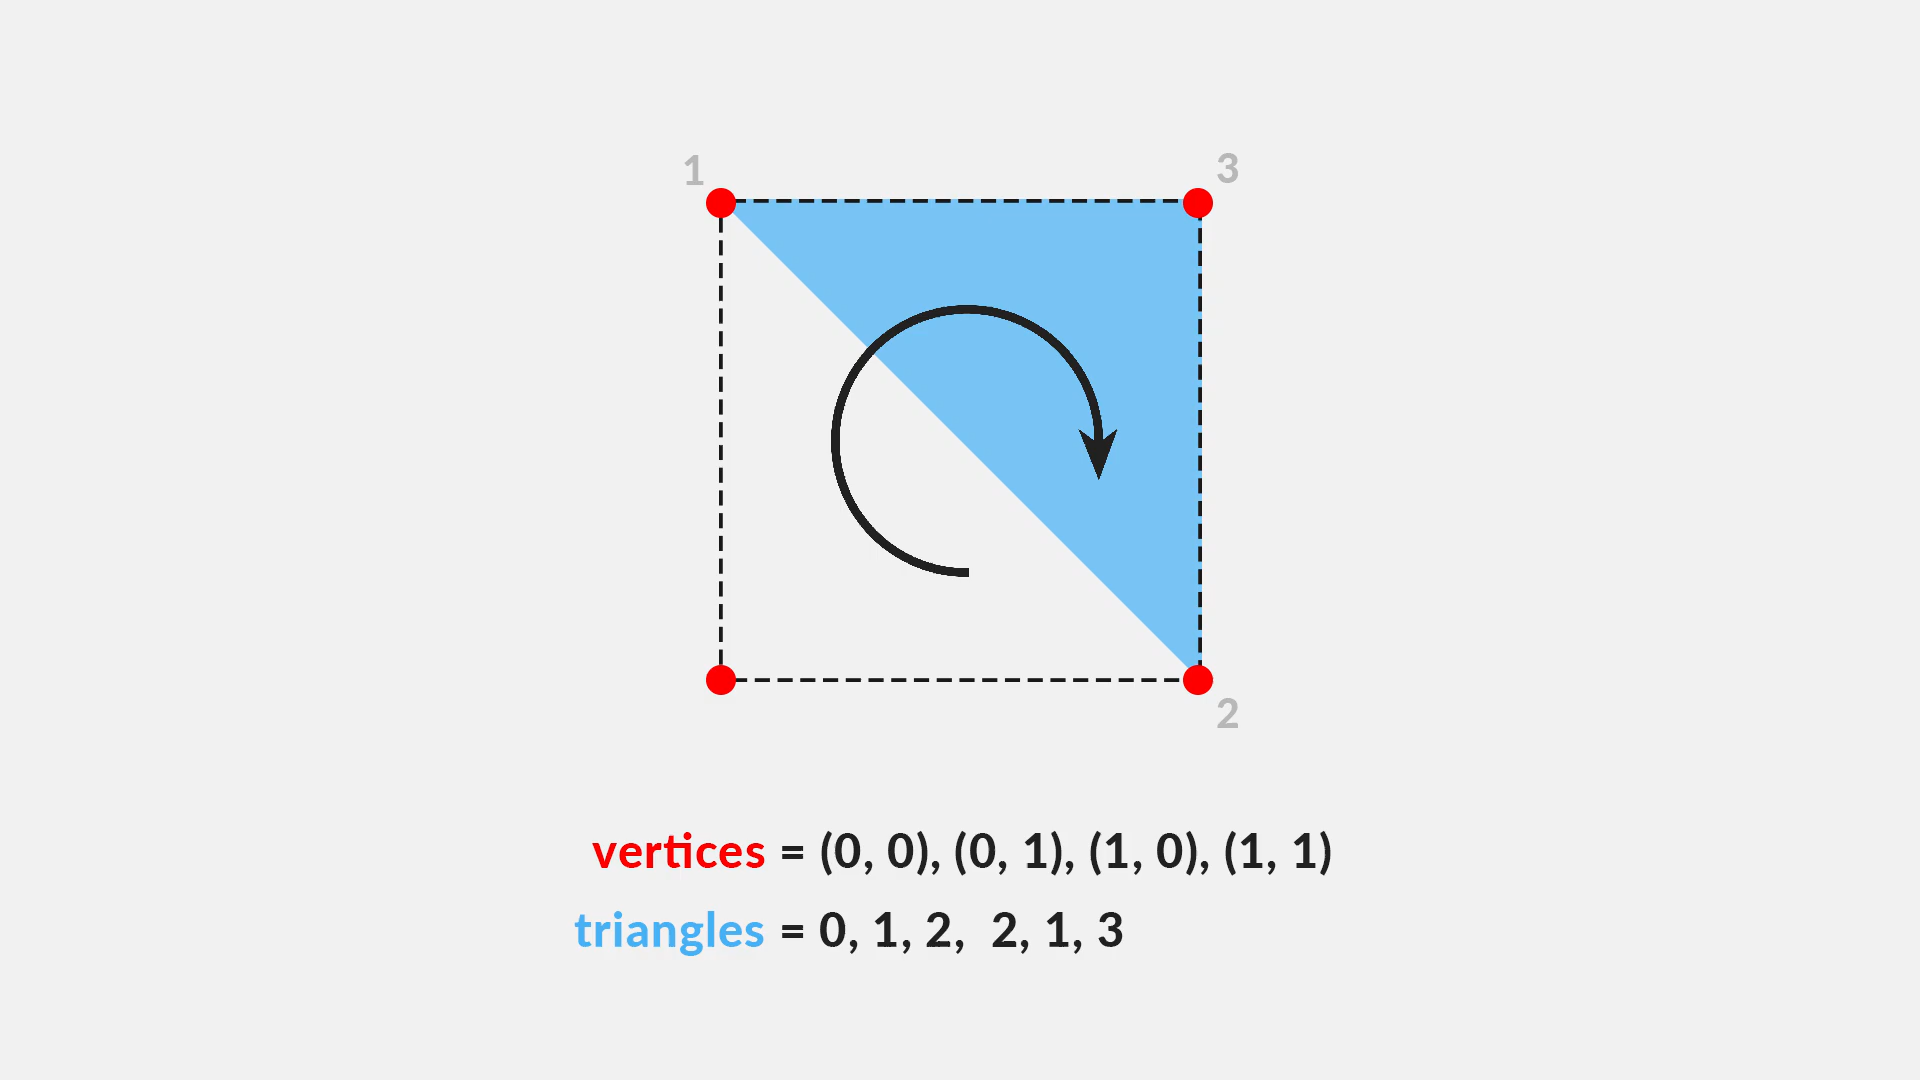 1
3
2
vertices = (0, 0), (0, 1), (1, 0), (1, 1)
triangles = 0, 1, 2, 2, 1, 3